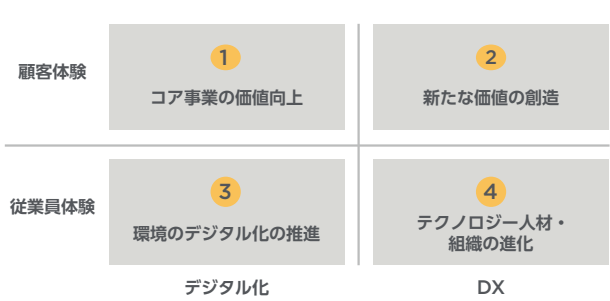 顧客体験
1
コア事業の価値向上
2
新たな価値の創造
従業員体験
3
環境のデジタル化の推進
4
テクノロジー人材・
組織の進化
デジタル化
DX